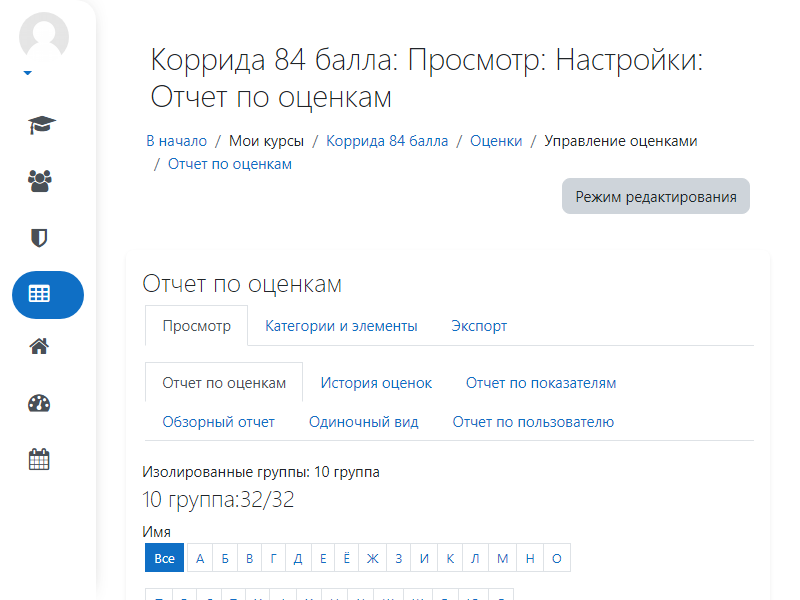 Коррида 84 балла: Просмотр: Настройки:
Отчет по оценкам
В начало / Мои курсы / Коррида 84 балла / Оценки / Управление оценками
/ Отчет по оценкам
Режим редактирования
Отчет по оценкам
Просмотр Категории и элементы Экспорт
Отчет по оценкам История оценок Отчет по показателям
Обзорный отчет Одиночный вид Отчет по пользователю
Изолированные группы: 10 группа
10 группа:32/32
Имя
Все А Б В Г Д Е Ё Ж З И К Л М Н О